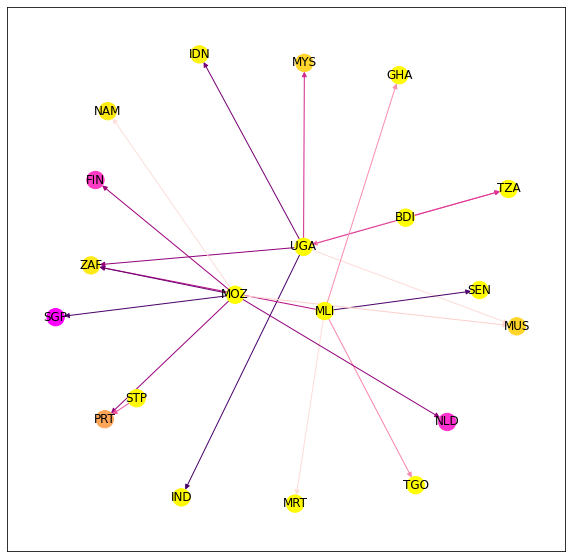 IDN
MYS
GHA
NAM
FIN
TZA
BDI
UGA
ZAF
MOZ
SEN
MLI
SGP
MUS
STP
PRT
NLD
TGO
IND
MRT